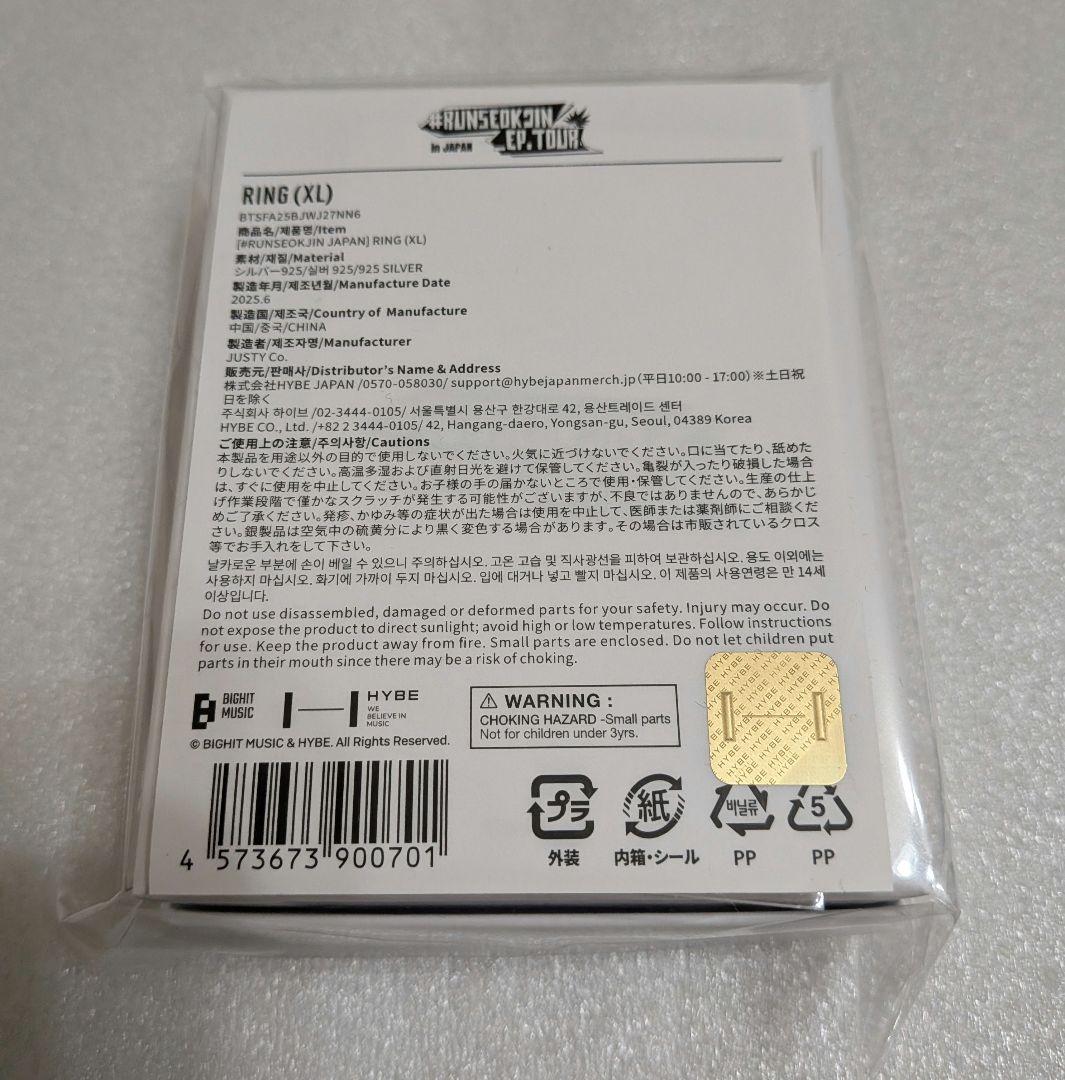 #RUNSEOKJIN
_EP.TOUR
in JAPAN
RING (XL)
BTSFA25BJWJ27NN6
商品名/제품명/Item
[#RUNSEOKJIN JAPAN] RING (XL)
素材/재질/Material
シルバー925/실버 925/925 SILVER
製造年月/제조년월/Manufacture Date
2025.6
製造国/제조국/Country of Manufacture
中国/중국/CHINA
製造者/제조자명/Manufacturer
JUSTY Co.
販売元/판매사/Distributor's Name & Address
株式会社HYBE JAPAN /0570-058030/ support@hybejapanmerch.jp（平日10:00 - 17:00）※土日祝
日を除く
주식회사 하이브 /02-3444-0105/ 서울특별시 용산구 한강대로 42, 용산트레이드 센터
HYBE CO., Ltd. /+82 2 3444-0105/ 42, Hangang-daero, Yongsan-gu, Seoul, 04389 Korea
ご使用上の注意/주의사항/Cautions
本製品を用途以外の目的で使用しないでください。火気に近づけないでください。口に当てたり、舐めた
りしないでください。高温多湿および直射日光を避けて保管してください。亀裂が入ったり破損した場合
は、すぐに使用を中止してください。お子様の手の届かないところで使用・保管してください。生産の仕上
げ作業段階で僅かなスクラッチが発生する可能性がございますが、不良ではありませんので、あらかじ
めご了承ください。発疹、かゆみ等の症状が出た場合は使用を中止して、医師または薬剤師にご相談くだ
さい。銀製品は空気中の硫黄分により黒く変色する場合があります。その場合は市販されているクロス
等でお手入れをして下さい。
날카로운 부분에 손이 베일 수 있으니 주의하십시오. 고온 고습 및 직사광선을 피하여 보관하십시오. 용도 이외에는
사용하지 마십시오. 화기에 가까이 두지 마십시오. 입에 대거나 넣고 빨지 마십시오. 이 제품의 사용연령은 만 14세
이상입니다.
Do not use disassembled, damaged or deformed parts for your safety. Injury may occur. Do
not expose the product to direct sunlight; avoid high or low temperatures. Follow instructions
for use. Keep the product away from fire. Small parts are enclosed. Do not let children put
parts in their mouth since there may be a risk of choking.
BIGHIT
MUSIC
HYBE
WE
BELIEVE IN
MUSIC
© BIGHIT MUSIC & HYBE. All Rights Reserved.
WARNING :
CHOKING HAZARD -Small parts
Not for children under 3yrs.
HYBE HYBE HYBE HYBE
4 573673 900701
プラ
外装
紙
内箱・シール
비닐류
PP
5
PP